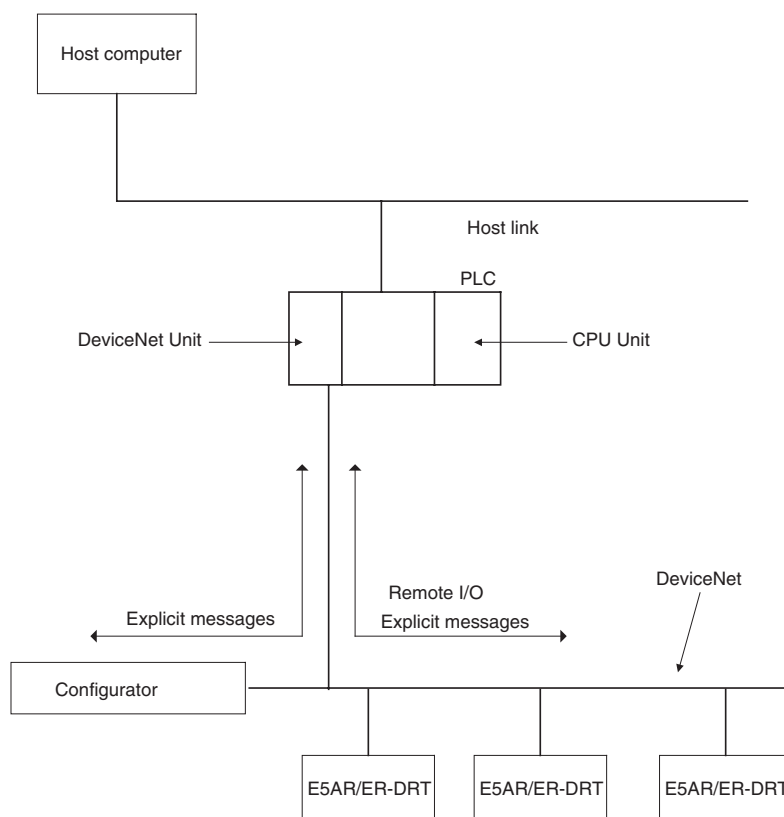 Host computer
Host link
PLC
DeviceNet Unit
CPU Unit
DeviceNet
Remote I/O
Explicit messages
Explicit messages
Configurator
E5AR/ER-DRT
E5AR/ER-DRT
E5AR/ER-DRT